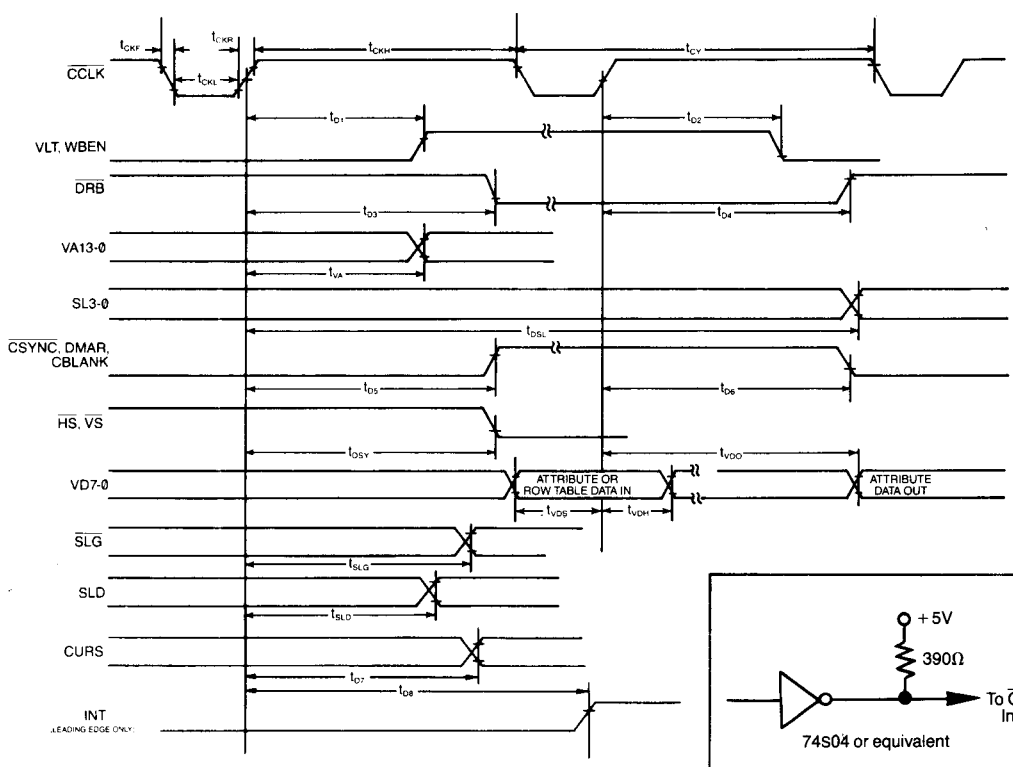 tCKF
tCKR
tCKH
tCY
CCLK
tCKL
tD1
tD2
VLT, WBEN
DRB
tD3
tD4
VA13-0
tVA
SL3-0
tDSL
CSYNC, DMAR,
CBLANK
tD5
tD6
HS, VS
tDSY
tVDO
VD7-0
ATTRIBUTE OR
ROW TABLE DATA IN
ATTRIBUTE
DATA OUT
tVDS
tVDH
SLG
tSLG
SLD
tSLD
+5V
CURS
390Ω
tD7
tD8
INT
(LEADING EDGE ONLY)
To
In
74S04 or equivalent